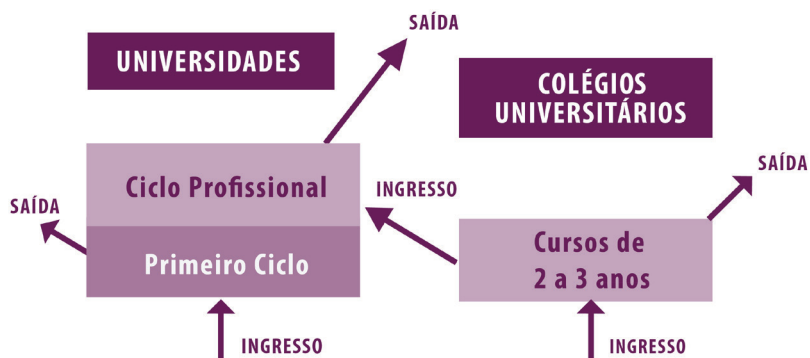 UNIVERSIDADES
SAÍDA
COLÉGIOS
UNIVERSITÁRIOS
Ciclo Profissional
Primeiro Ciclo
SAÍDA
INGRESSO
INGRESSO
Cursos de
2 a 3 anos
SAÍDA
INGRESSO